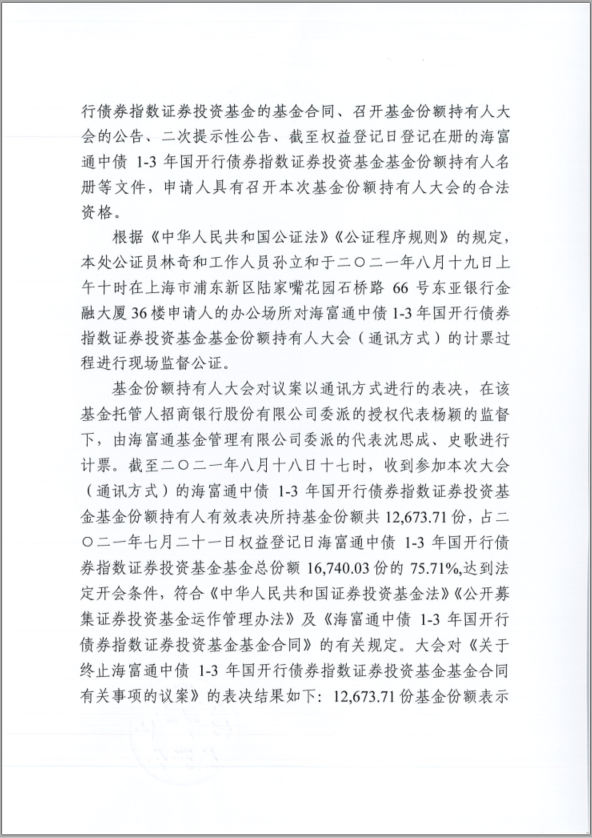 行债券指数证券投资基金的基金合同、召开基金份额持有人大
会的公告、二次提示性公告、截至权益登记日登记在册的海富
通中债 1-3 年国开行债券指数证券投资基金基金份额持有人名
册等文件，申请人具有召开本次基金份额持有人大会的合法
资格。
根据《中华人民共和国公证法》《公证程序规则》的规定，
本处公证员林奇和工作人员孙立和于二〇二一年八月十九日上
午十时在上海市浦东新区陆家嘴花园石桥路 66 号东亚银行金
融大厦 36 楼申请人的办公场所对海富通中债 1-3 年国开行债券
指数证券投资基金基金份额持有人大会（通讯方式）的计票过
程进行现场监督公证。
基金份额持有人大会对议案以通讯方式进行的表决，在该
基金托管人招商银行股份有限公司委派的授权代表杨颖的监督
下，由海富通基金管理有限公司委派的代表沈思成、史歌进行
计票。截至二〇二一年八月十八日十七时，收到参加本次大会
（通讯方式）的海富通中债 1-3 年国开行债券指数证券投资基
金基金份额持有人有效表决所持基金份额共 12,673.71 份，占二
〇二一年七月二十一日权益登记日海富通中债 1-3 年国开行债
券指数证券投资基金基金总份额 16,740.03 份的 75.71%,达到法
定开会条件，符合《中华人民共和国证券投资基金法》《公开募
集证券投资基金运作管理办法》及《海富通中债 1-3 年国开行
债券指数证券投资基金基金合同》的有关规定。大会对《关于
终止海富通中债 1-3 年国开行债券指数证券投资基金基金合同
有关事项的议案》的表决结果如下：12,673.71 份基金份额表示